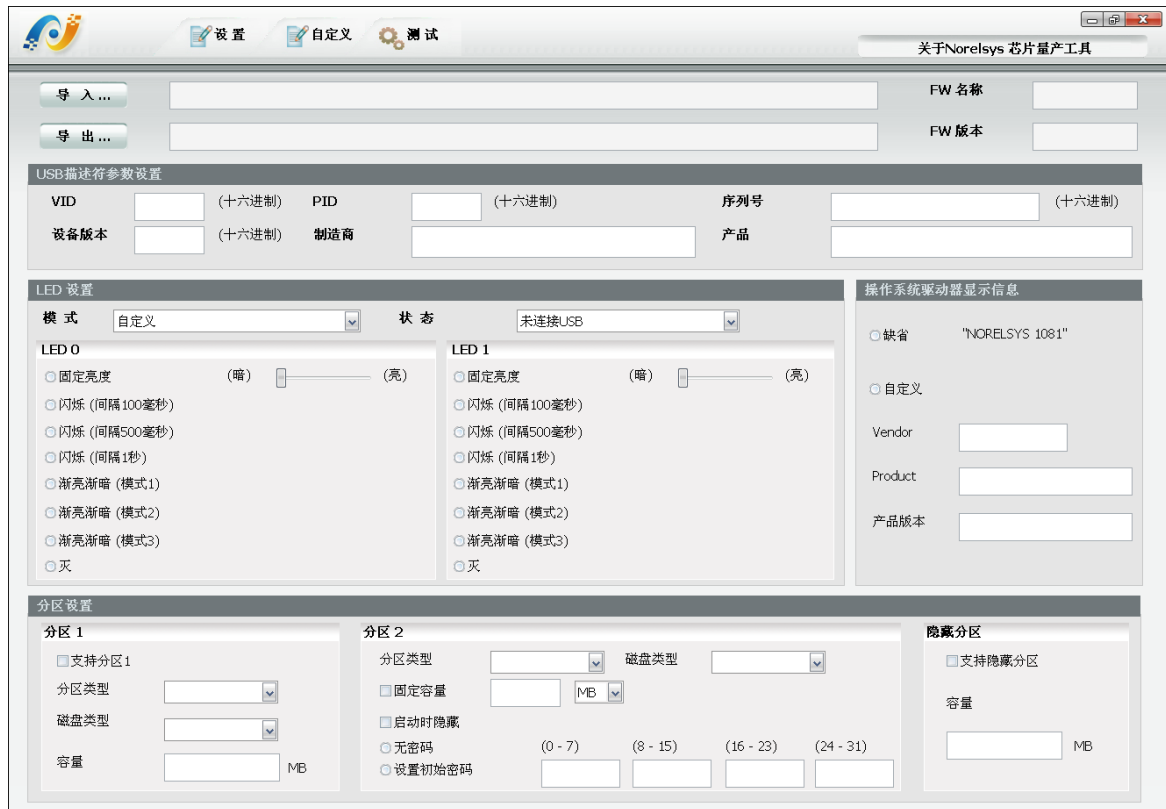 设 置 自定义 测 试
关于Norelsys 芯片量产工具
导 入... FW 名称
导 出... FW 版本
USB描述符参数设置
VID (十六进制) PID (十六进制) 序列号 (十六进制)
设备版本 (十六进制) 制造商 产品
LED 设置
模 式 自定义 状 态 未连接USB
LED 0 LED 1
固定亮度 (暗) (亮) 固定亮度 (暗) (亮)
闪烁 (间隔100毫秒) 闪烁 (间隔100毫秒)
闪烁 (间隔500毫秒) 闪烁 (间隔500毫秒)
闪烁 (间隔1秒) 闪烁 (间隔1秒)
渐亮渐暗 (模式1) 渐亮渐暗 (模式1)
渐亮渐暗 (模式2) 渐亮渐暗 (模式2)
渐亮渐暗 (模式3) 渐亮渐暗 (模式3)
灭 灭
操作系统驱动器显示信息
缺省 "NORELSYS 1081"
自定义
Vendor
Product
产品版本
分区设置
分区 1
支持分区1
分区类型
磁盘类型
容量 MB
分区 2
分区类型 磁盘类型
固定容量 MB
启动时隐藏
无密码 (0 - 7) (8 - 15) (16 - 23) (24 - 31)
设置初始密码
隐藏分区
支持隐藏分区
容量
MB